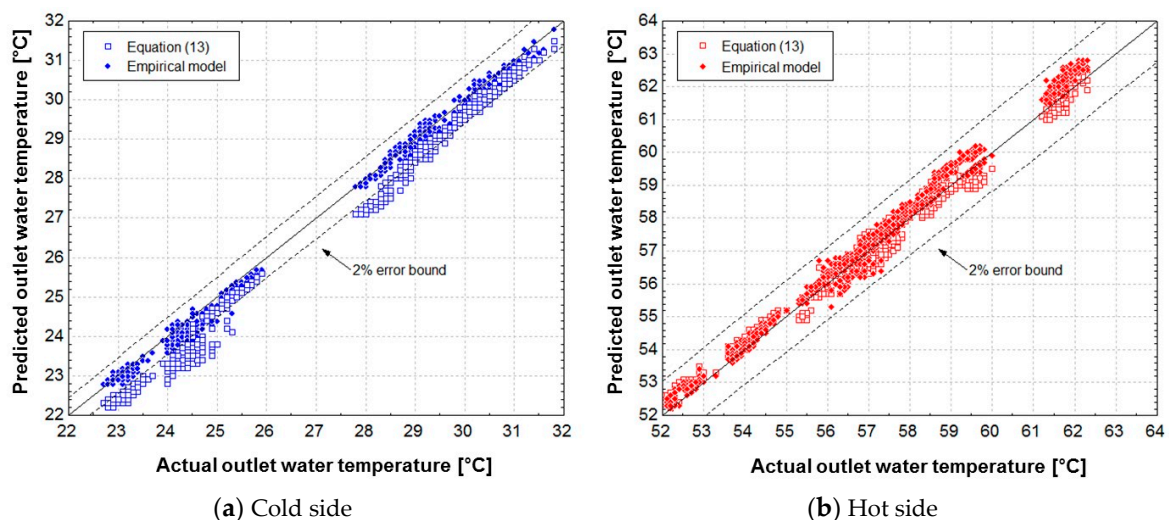 Predicted outlet water temperature [°C]
32
31
30
29
28
27
26
25
24
23
22
Equation (13)
Empirical model
2% error bound
22 23 24 25 26 27 28 29 30 31 32
Actual outlet water temperature [°C]
(a) Cold side
Predicted outlet water temperature [°C]
64
63
62
61
60
59
58
57
56
55
54
53
52
Equation (13)
Empirical model
2% error bound
52 53 54 55 56 57 58 59 60 61 62 63 64
Actual outlet water temperature [°C]
(b) Hot side